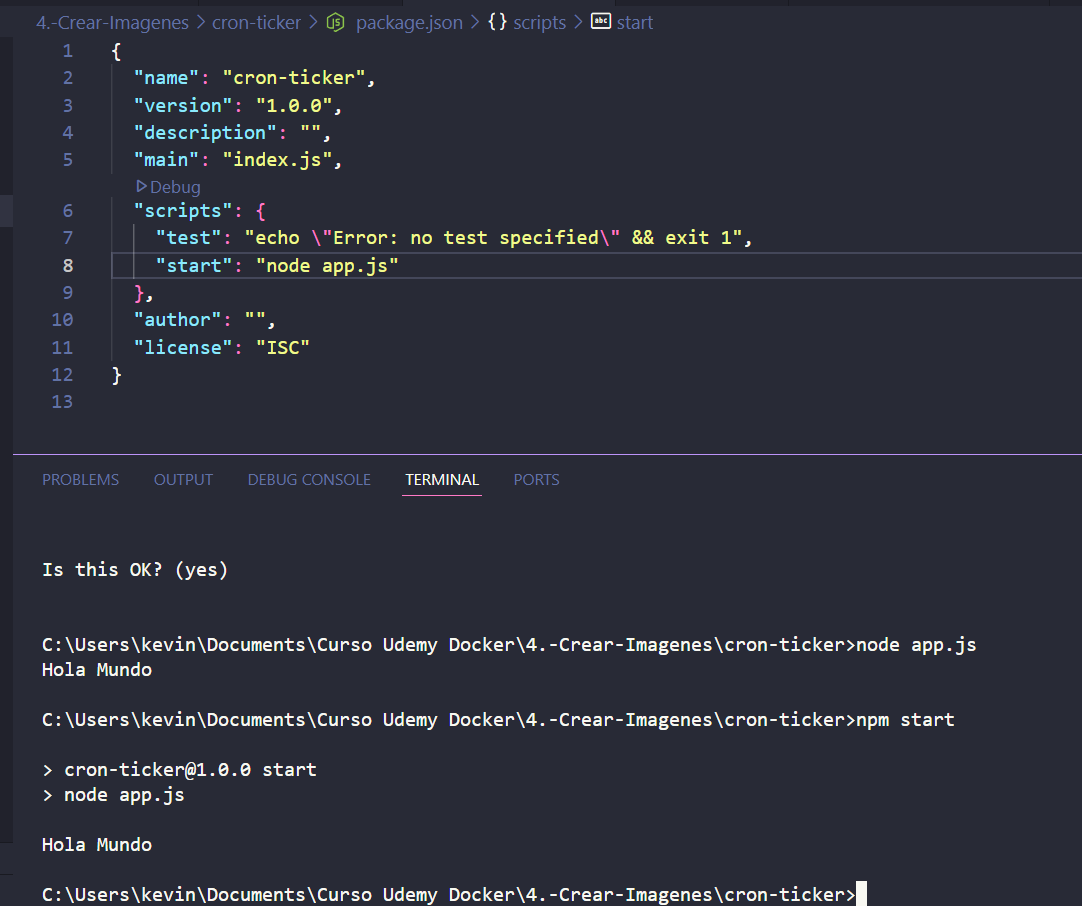 4.-Crear-Imagenes > cron-ticker > JS package.json > {} scripts > abc start
1 {
2 "name": "cron-ticker",
3 "version": "1.0.0",
4 "description": "",
5 "main": "index.js",
Debug
6 "scripts": {
7 "test": "echo \"Error: no test specified\" && exit 1",
8 "start": "node app.js"
9 },
10 "author": "",
11 "license": "ISC"
12 }
13
PROBLEMS OUTPUT DEBUG CONSOLE TERMINAL PORTS
Is this OK? (yes)
C:\Users\kevin\Documents\Curso Udemy Docker\4.-Crear-Imagenes\cron-ticker>node app.js
Hola Mundo
C:\Users\kevin\Documents\Curso Udemy Docker\4.-Crear-Imagenes\cron-ticker>npm start
> cron-ticker@1.0.0 start
> node app.js
Hola Mundo
C:\Users\kevin\Documents\Curso Udemy Docker\4.-Crear-Imagenes\cron-ticker>